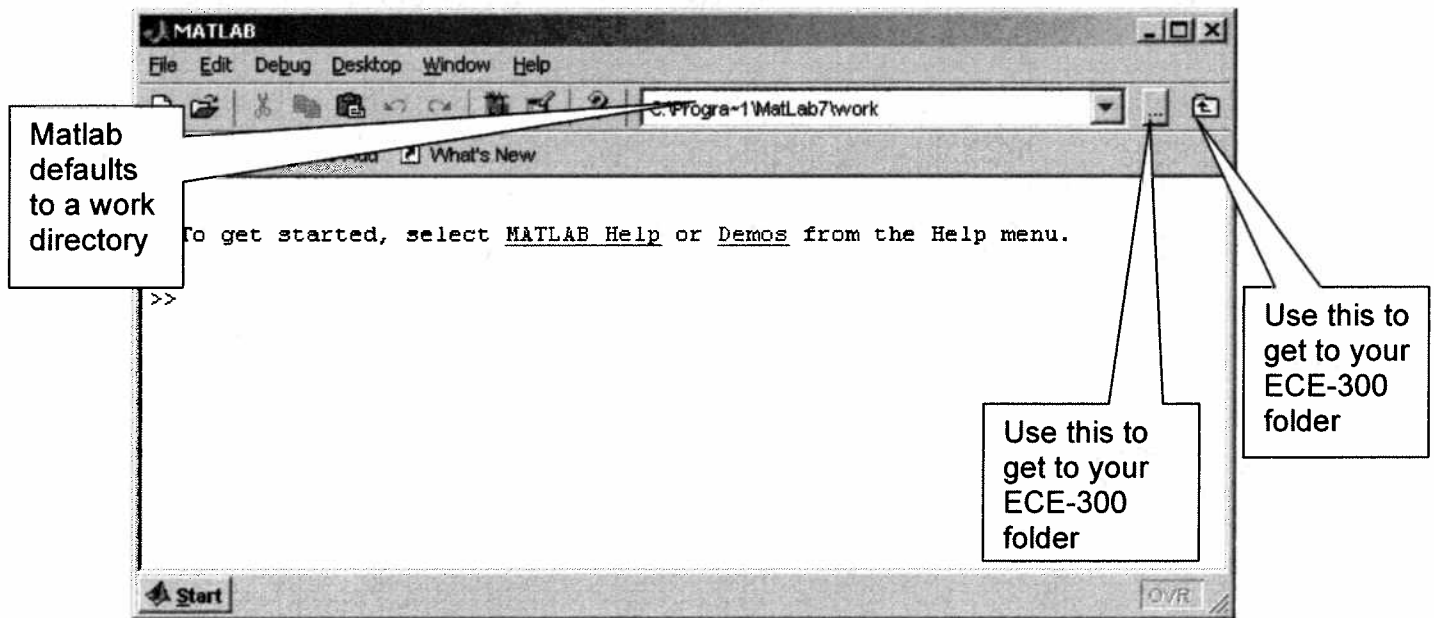 MATLAB
File Edit Debug Desktop Window Help
C:\Progra~1\MatLab7\work
...
Matlab
defaults
to a work
directory
Add What's New
To get started, select MATLAB Help or Demos from the Help menu.
>>
Use this to
get to your
ECE-300
folder
Use this to
get to your
ECE-300
folder
Start
OVR